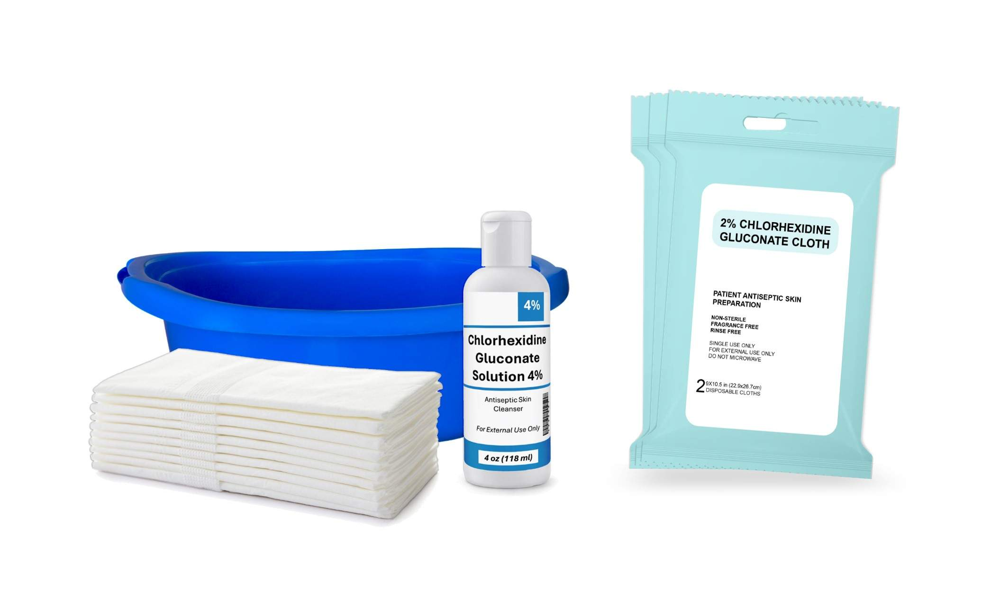 4%
Chlorhexidine
Gluconate
Solution 4%
Antiseptic Skin
Cleanser
For External Use Only
4 oz (118 ml)
2% CHLORHEXIDINE
GLUCONATE CLOTH
PATIENT ANTISEPTIC SKIN
PREPARATION
NON-STERILE
FRAGRANCE FREE
RINSE FREE
SINGLE USE ONLY
FOR EXTERNAL USE ONLY
DO NOT MICROWAVE
2 9X10.5 in (22.9x26.7cm)
DISPOSABLE CLOTHS